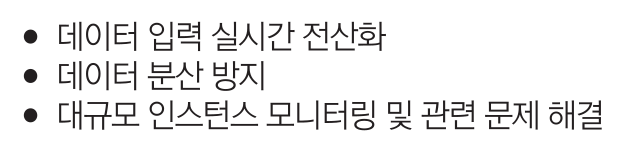 ● 데이터 입력 실시간 전산화
● 데이터 분산 방지
● 대규모 인스턴스 모니터링 및 관련 문제 해결